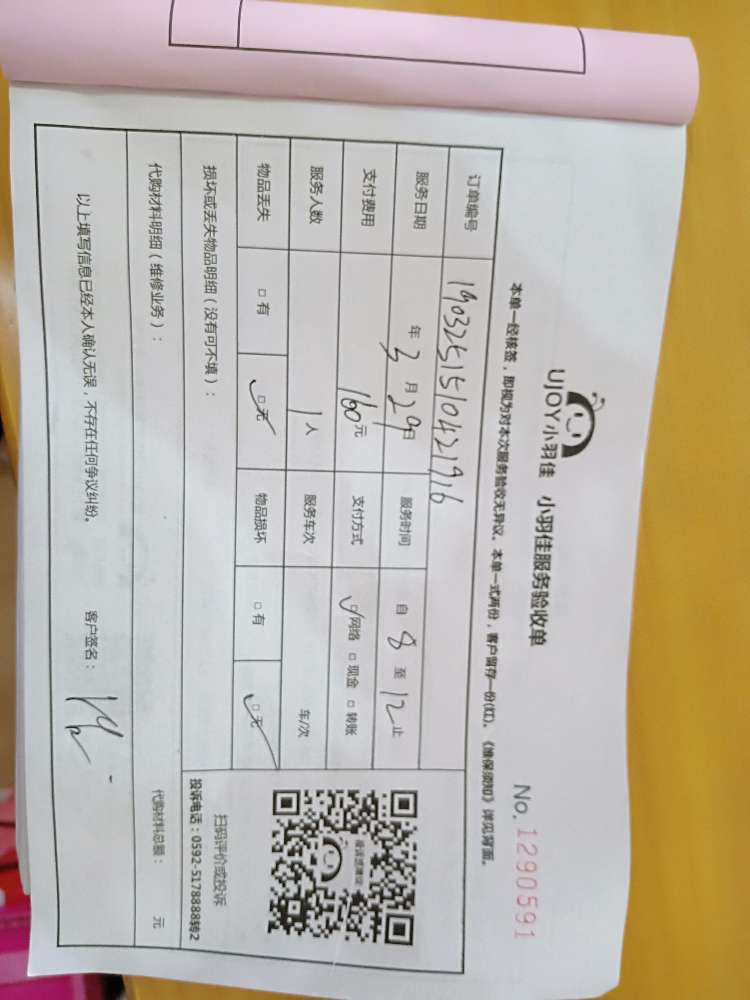 UJOY小羽佳 小羽佳服务验收单 No.1290591
本单一经核签，即视为对本次服务验收无异议。本单一式两份，客户留存一份(红)。《维保须知》详见背面。
订单编号 1903251510421916
服务日期 年 3 月 29 日 服务时间 自 8 至 12 止
支付费用 160 元 支付方式 □网络 □现金 □转账
服务人数 1 人 服务车次 车/次
物品丢失 □有 □无 物品损坏 □有 □无
损坏或丢失物品明细（没有可不填）：
扫码评价或投诉
投诉电话：0592-5178888转2
代购材料明细（维修业务）： 代购材料总额： 元
以上填写信息已经本人确认无误，不存在任何争议纠纷。 客户签名：